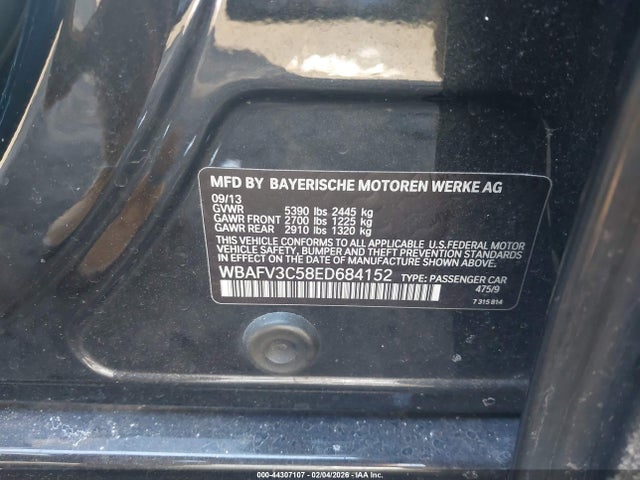 MFD BY BAYERISCHE MOTOREN WERKE AG
09/13
GVWR 5390 lbs 2445 kg
GAWR FRONT 2700 lbs 1225 kg
GAWR REAR 2910 lbs 1320 kg
THIS VEHICLE CONFORMS TO ALL APPLICABLE U.S.FEDERAL MOTOR
VEHICLE SAFETY, BUMPER AND THEFT PREVENTION STANDARDS
IN EFFECT ON THE DATE OF MANUFACTURE SHOWN ABOVE.
WBAFV3C58ED684152 TYPE: PASSENGER CAR
475/9
7 315 814
000-44307107 - 02/04/2026 - IAAI Inc.